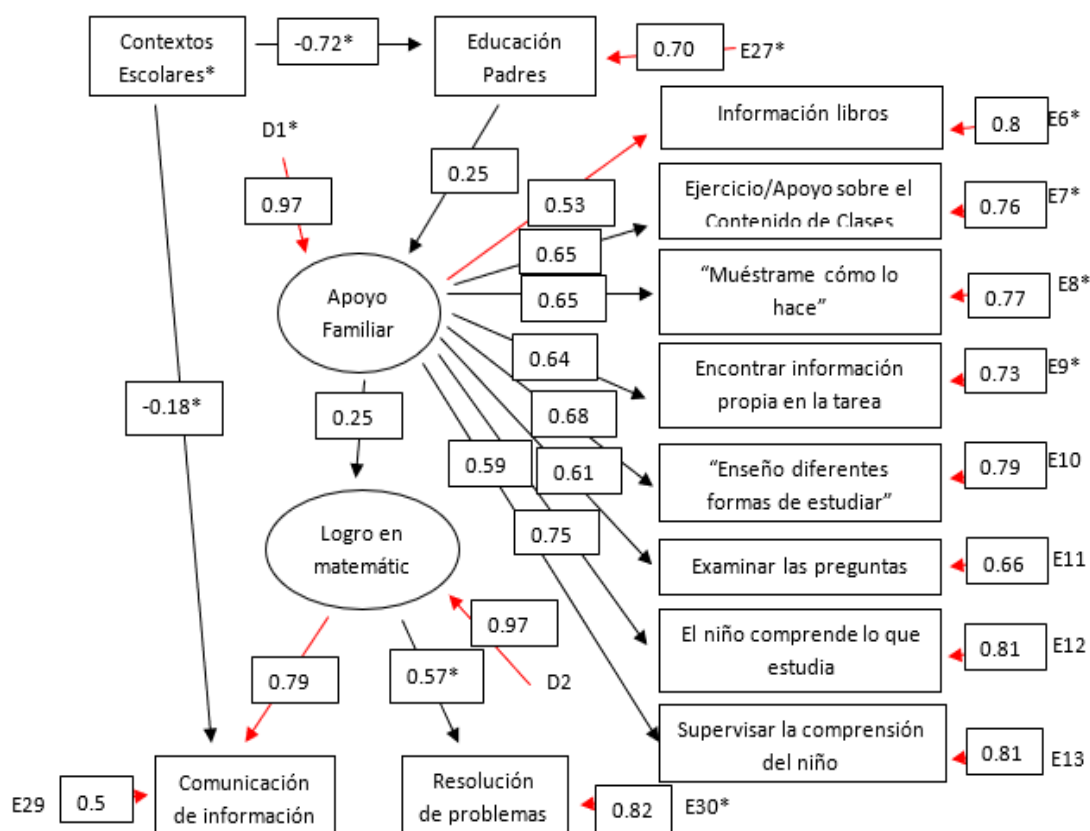 Contextos
Escolares*
-0.72*
Educación
Padres
0.70
E27*
D1*
0.97
0.25
Información libros
0.8
E6*
0.53
Ejercicio/Apoyo sobre el
Contenido de Clases
0.76
E7*
0.65
"Muéstrame cómo lo
hace"
0.77
E8*
0.65
Apoyo
Familiar
0.64
Encontrar información
propia en la tarea
0.73
E9*
-0.18*
0.25
0.68
0.59
0.61
"Enseño diferentes
formas de estudiar"
0.79
E10
0.75
Logro en
matemátic
Examinar las preguntas
0.66
E11
0.97
El niño comprende lo que
estudia
0.81
E12
0.79
0.57*
D2
Supervisar la comprensión
del niño
0.81
E13
E29
0.5
Comunicación
de información
Resolución
de problemas
0.82
E30*